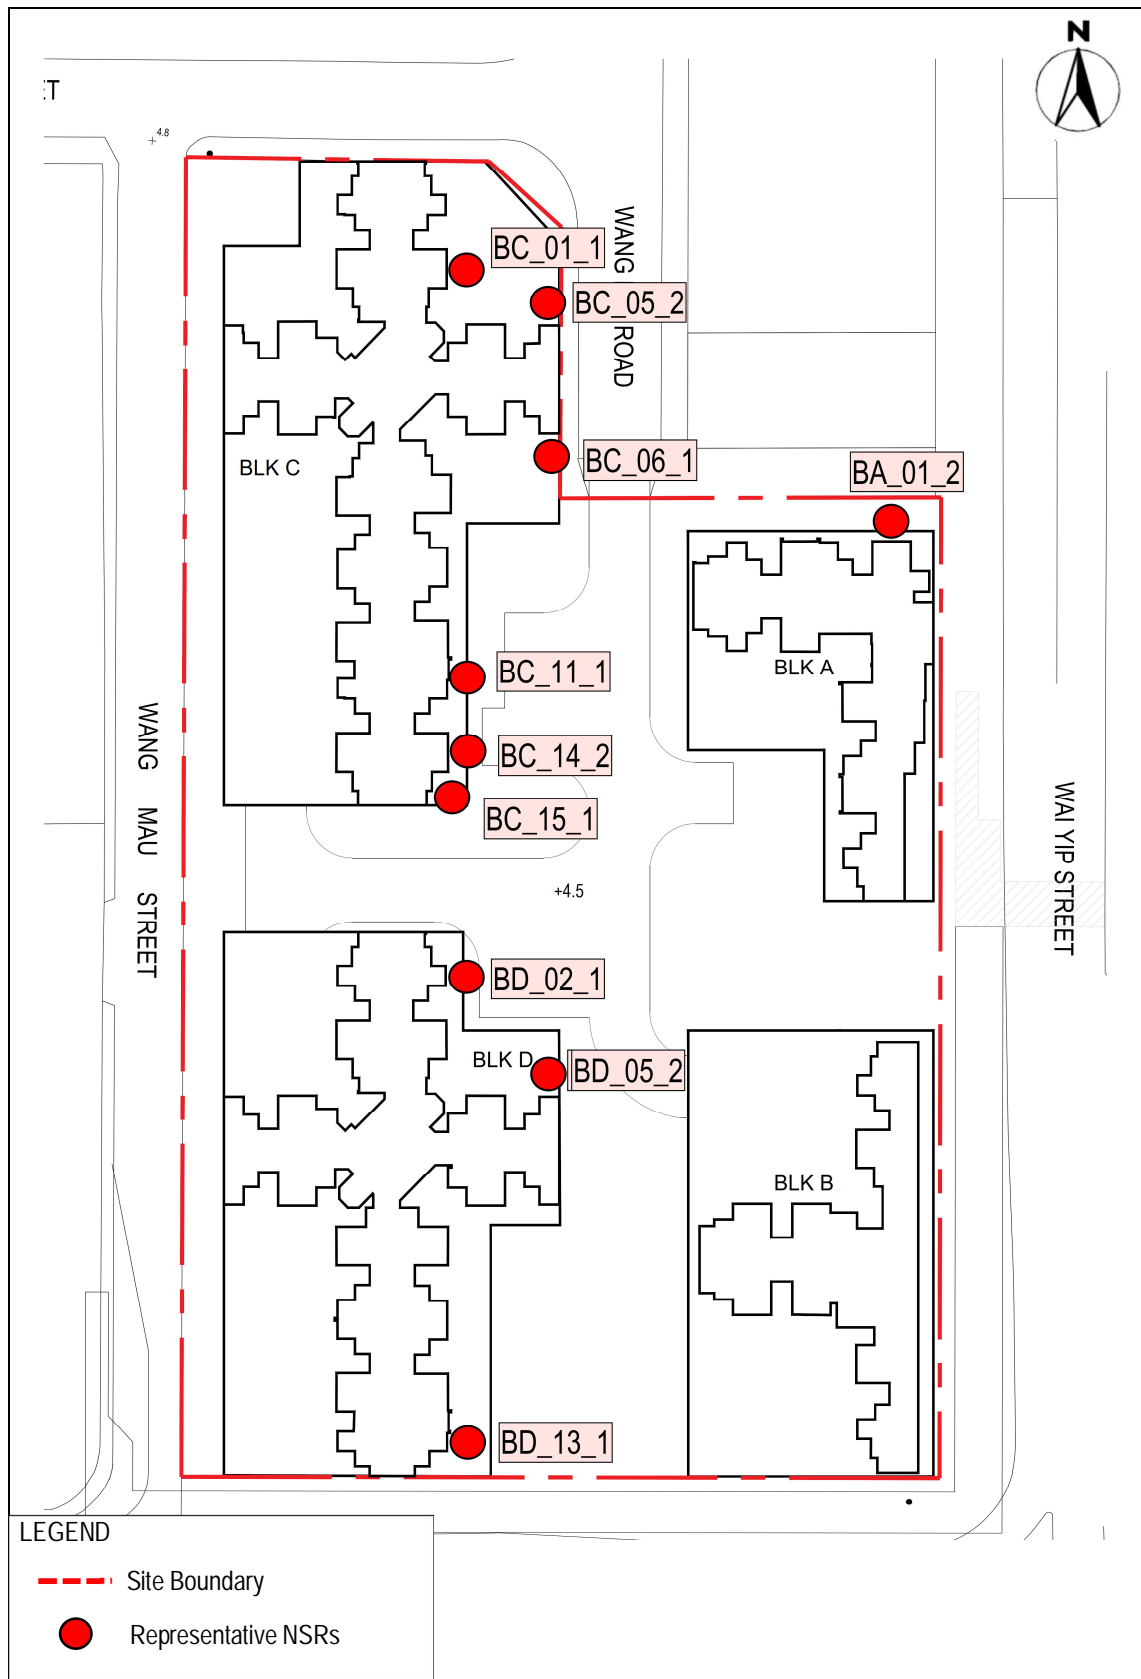 N
ET
4.8
WANG
ROAD
BC_01_1
BC_05_2
BLK C
BC_06_1
BA_01_2
BLK A
BC_11_1
BC_14_2
BC_15_1
WANG MAU STREET
WAI YIP STREET
+4.5
BD_02_1
BLK D
BD_05_2
BLK B
BD_13_1
LEGEND
Site Boundary
Representative NSRs